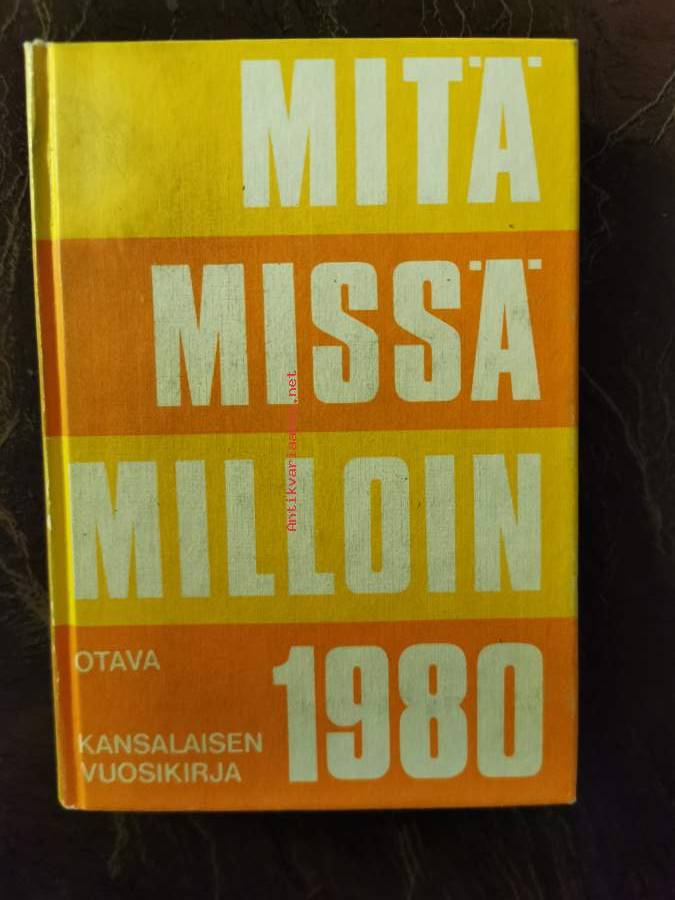 MITÄ
MISSÄ
MILLOIN
1980
OTAVA
KANSALAISEN
VUOSIKIRJA
Antikvariaatti.net